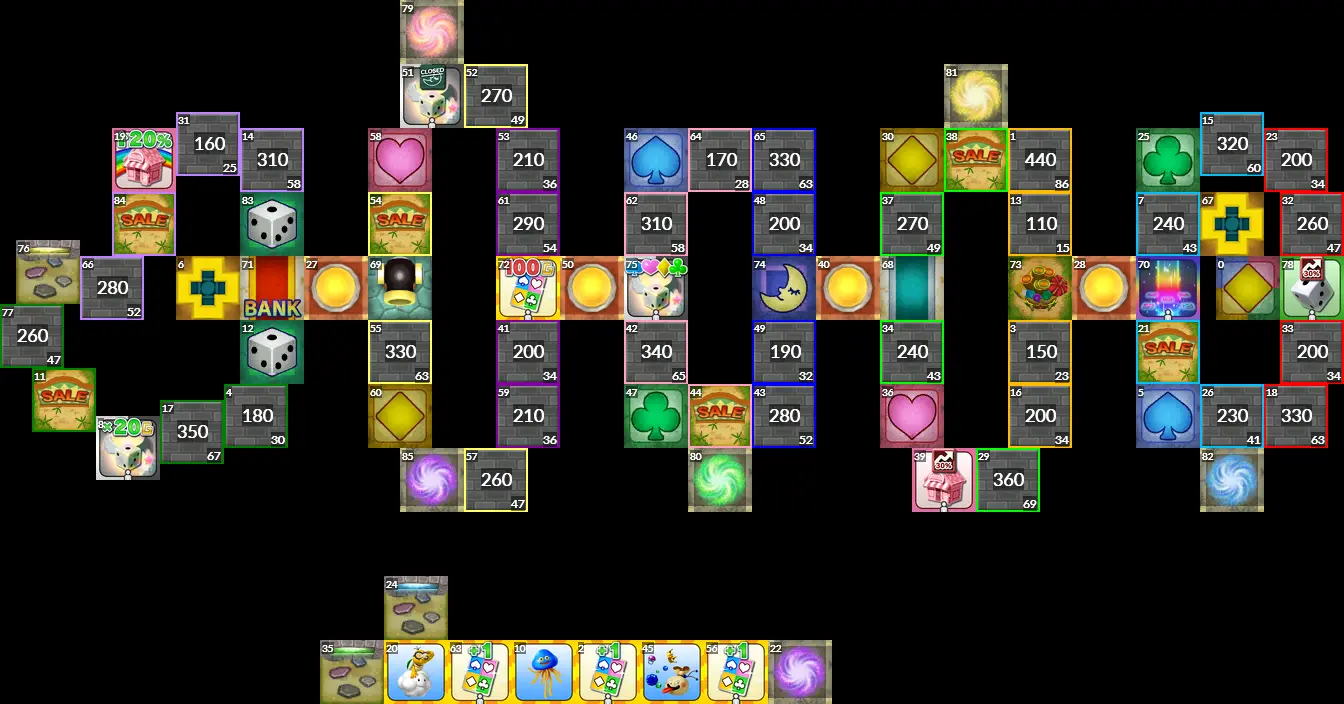 79
51 CLOSED 52 270 49
81
19 +20% 31 160 25 14 310 58
58 53 210 36
46 64 170 28 65 330 63
30 38 SALE 1 440 86
25 15 320 60 23 200 34
84 SALE 83
54 SALE 61 290 54
62 310 58 48 200 34
37 270 49 13 110 15
7 240 43 67 32 260 47
76 66 280 52 6 71 BANK 27 69 72 100G 50 75 74 40 68 73 28 70 0 78 30%
77 260 47 12
55 330 63 41 200 34
42 340 65 49 190 32
34 240 43 3 150 23
21 SALE 33 200 34
11 SALE 8 ×20G 17 350 67 4 180 30
60 59 210 36
47 44 SALE 43 280 52
36 16 200 34
5 26 230 41 18 330 63
85 57 260 47
80
39 30% 29 360 69
82
24
35 20 63 +1 10 2 +1 45 56 +1 22